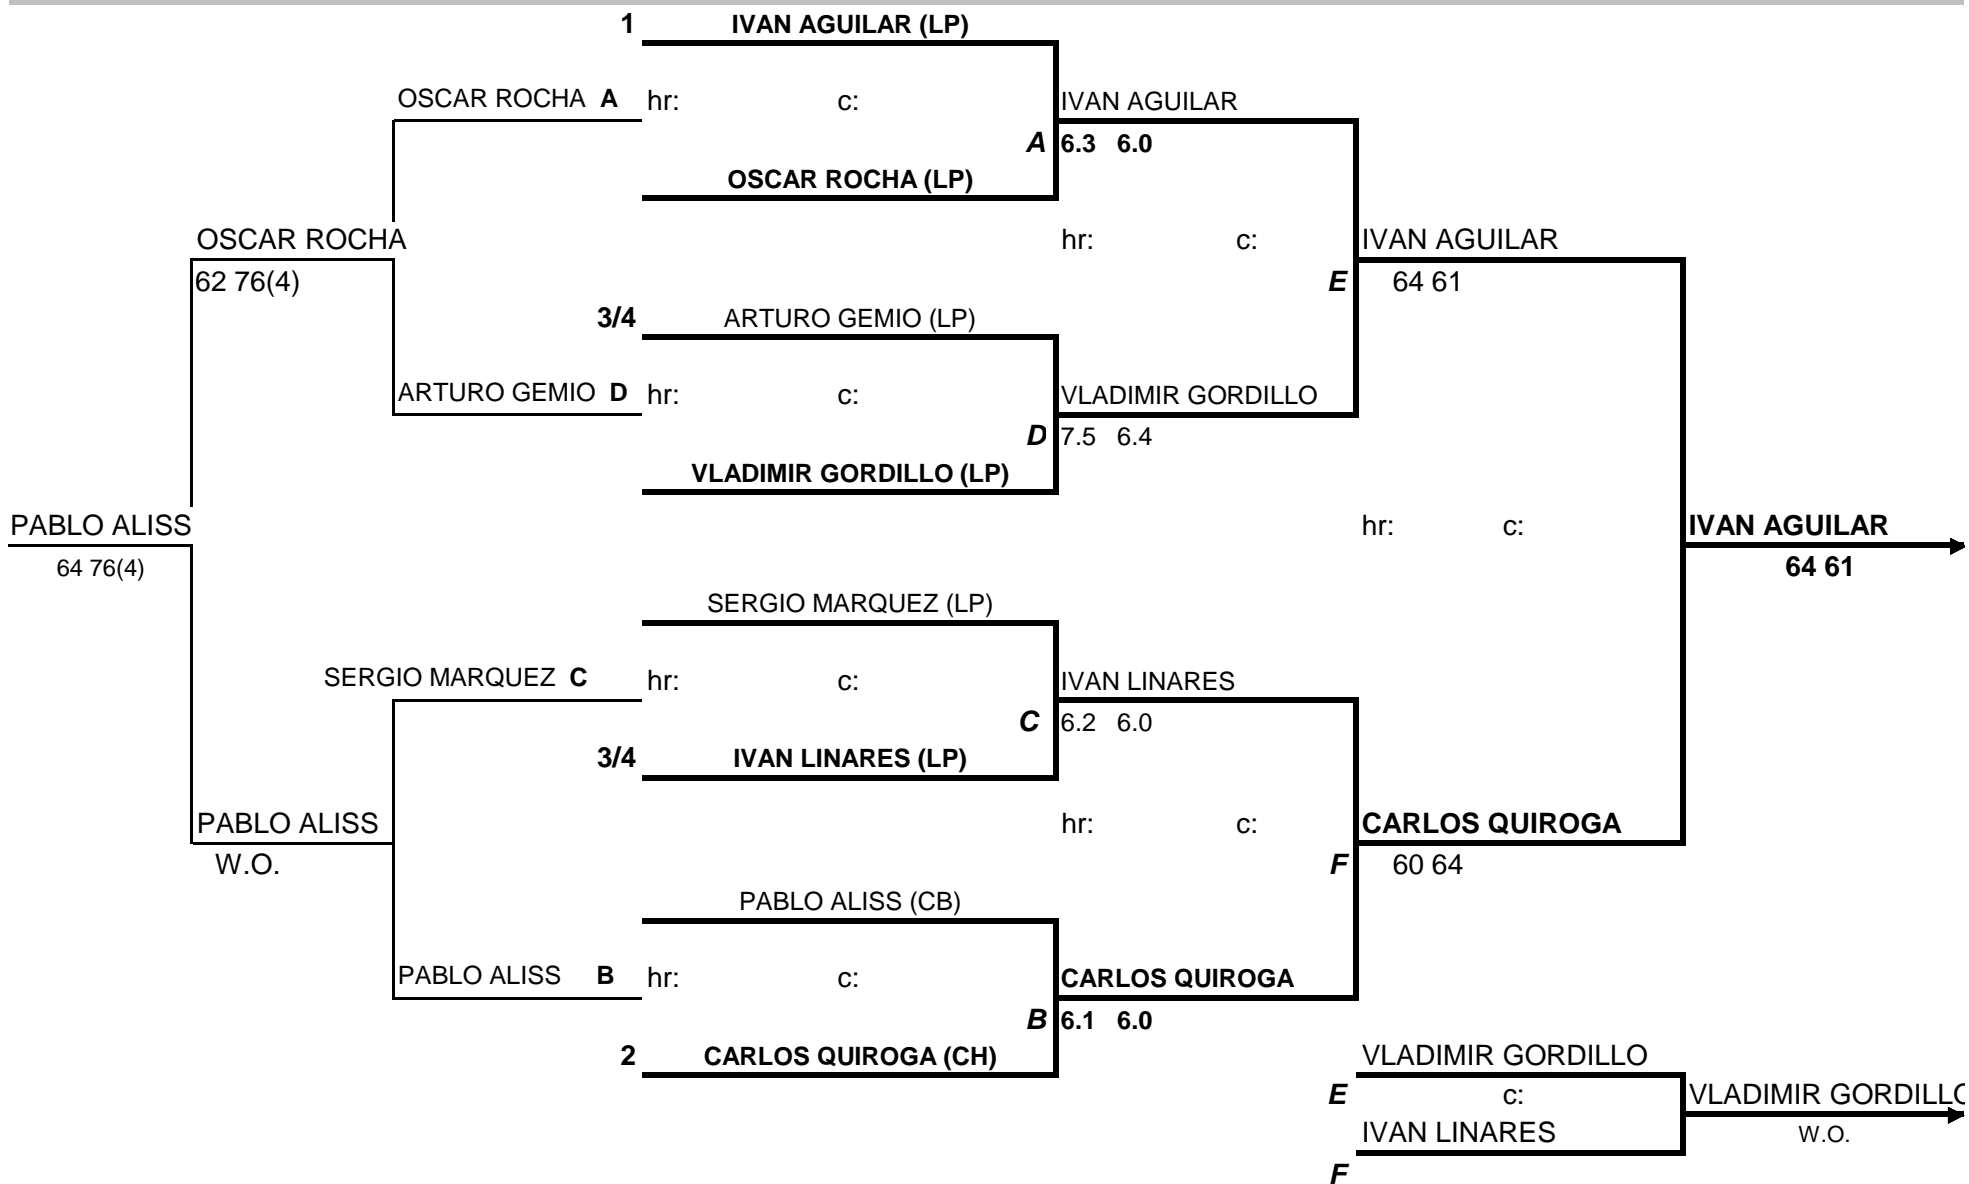 1 IVAN AGUILAR (LP)
OSCAR ROCHA A hr: c: IVAN AGUILAR
A 6.3 6.0
OSCAR ROCHA (LP)
OSCAR ROCHA hr: c: IVAN AGUILAR
62 76(4) E 64 61
3/4 ARTURO GEMIO (LP)
ARTURO GEMIO D hr: c: VLADIMIR GORDILLO
D 7.5 6.4
VLADIMIR GORDILLO (LP)
PABLO ALISS hr: c: IVAN AGUILAR
64 76(4) 64 61
SERGIO MARQUEZ (LP)
SERGIO MARQUEZ C hr: c: IVAN LINARES
C 6.2 6.0
3/4 IVAN LINARES (LP)
PABLO ALISS hr: c: CARLOS QUIROGA
W.O. F 60 64
PABLO ALISS (CB)
PABLO ALISS B hr: c: CARLOS QUIROGA
B 6.1 6.0
2 CARLOS QUIROGA (CH) VLADIMIR GORDILLO
E c: VLADIMIR GORDILLO
IVAN LINARES W.O.
F